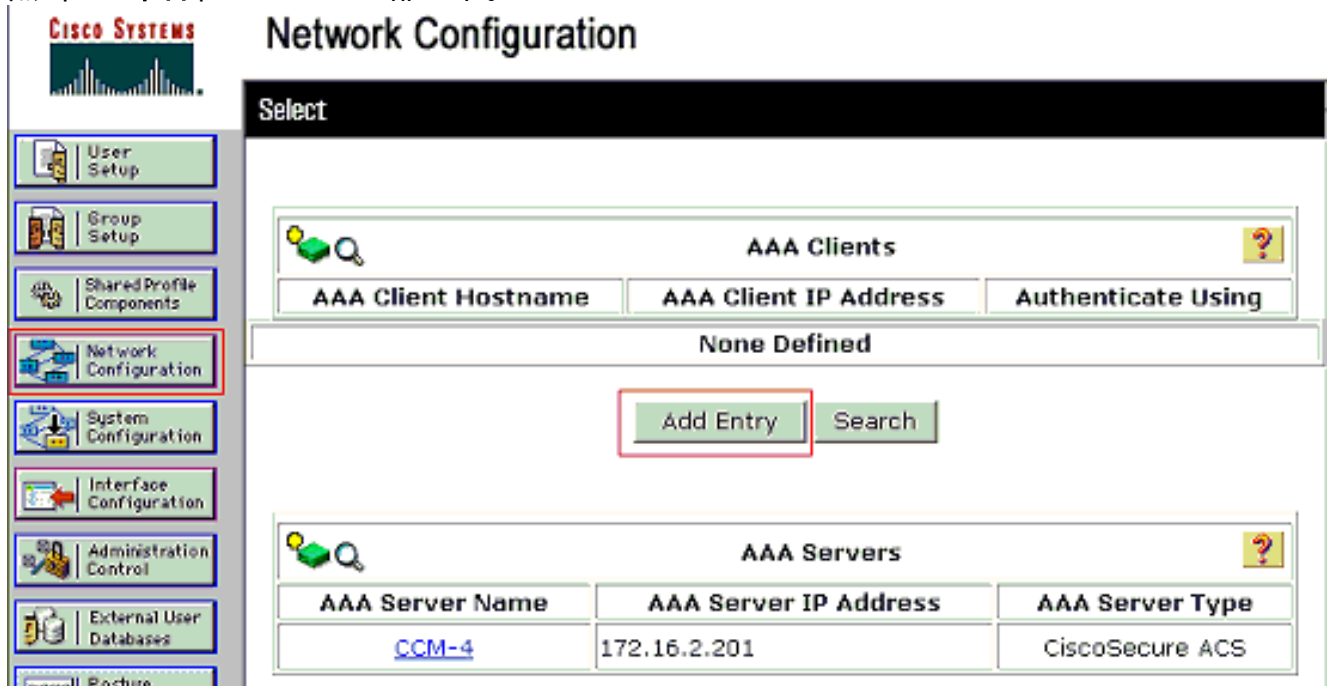 CISCO SYSTEMS
Network Configuration
Select
User
Setup
Group
Setup
Shared Profile
Components
Network
Configuration
System
Configuration
Interface
Configuration
Administration
Control
External User
Databases
Posture
AAA Clients
AAA Client Hostname AAA Client IP Address Authenticate Using
None Defined
Add Entry Search
AAA Servers
AAA Server Name AAA Server IP Address AAA Server Type
CCM-4 172.16.2.201 CiscoSecure ACS